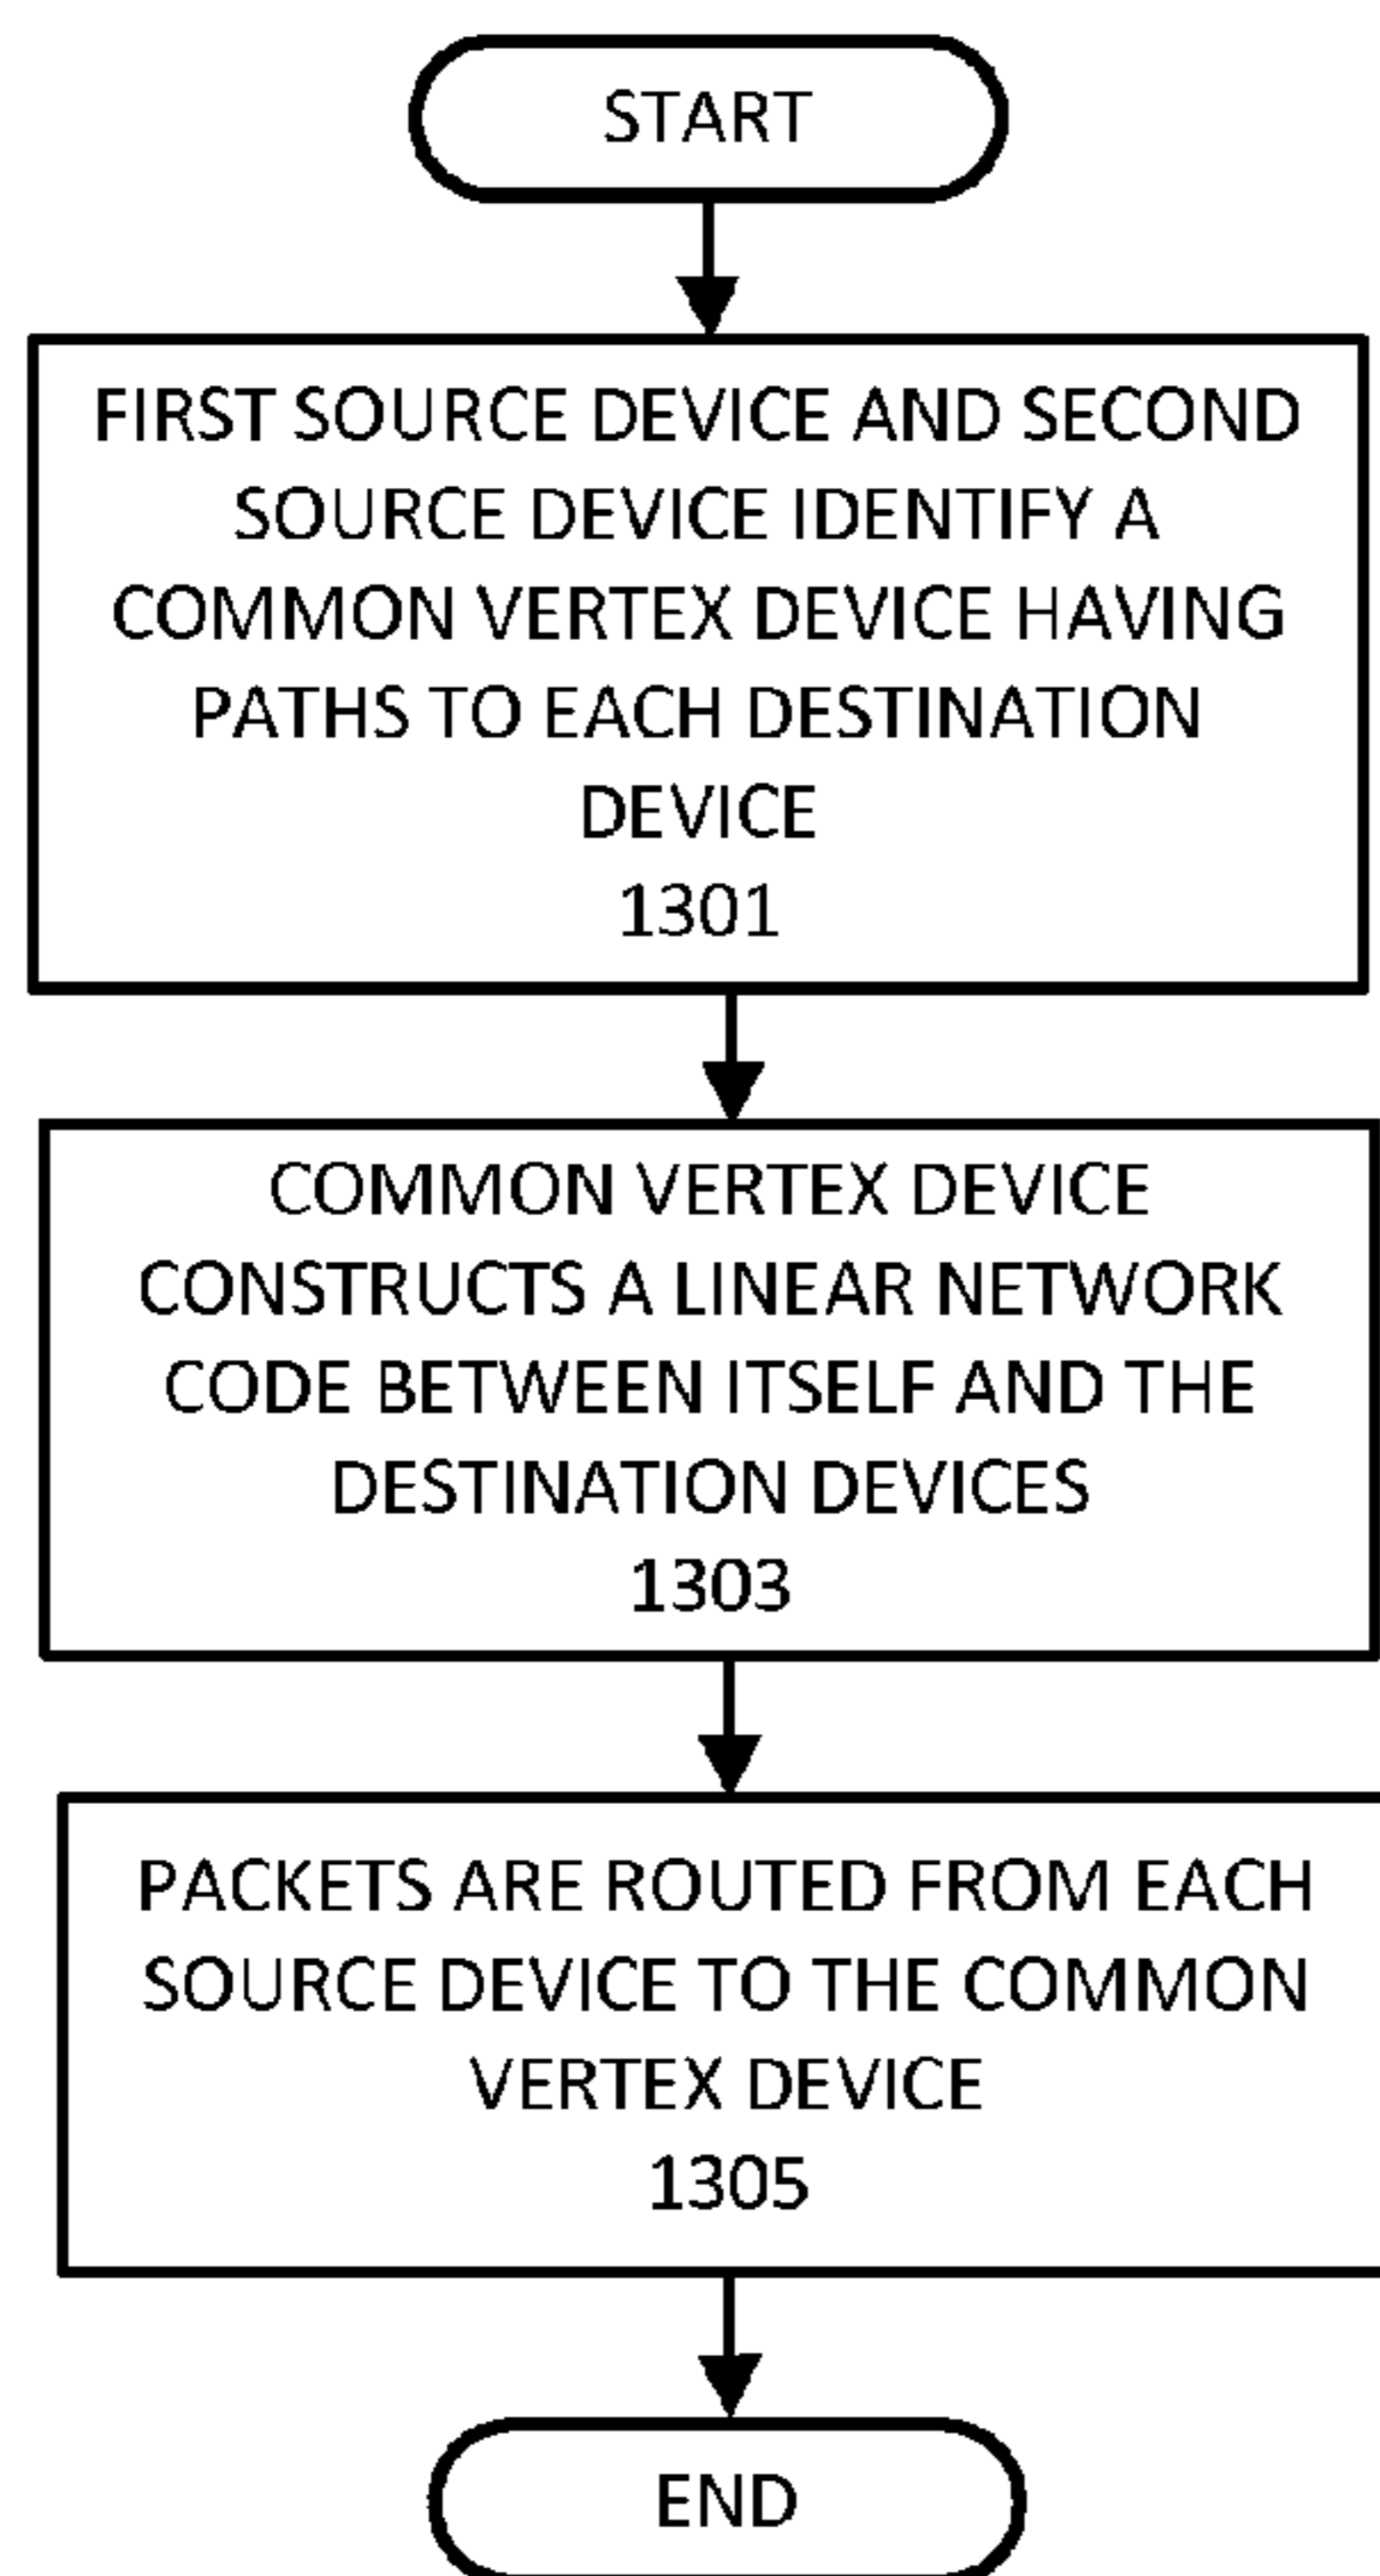 START
FIRST SOURCE DEVICE AND SECOND
SOURCE DEVICE IDENTIFY A
COMMON VERTEX DEVICE HAVING
PATHS TO EACH DESTINATION
DEVICE
1301
COMMON VERTEX DEVICE
CONSTRUCTS A LINEAR NETWORK
CODE BETWEEN ITSELF AND THE
DESTINATION DEVICES
1303
PACKETS ARE ROUTED FROM EACH
SOURCE DEVICE TO THE COMMON
VERTEX DEVICE
1305
END